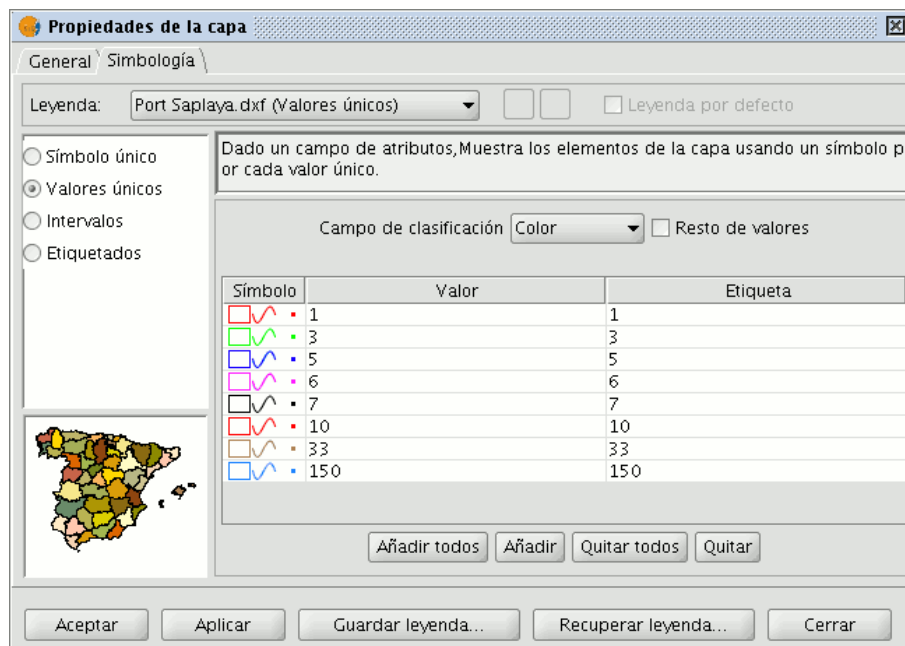 Propiedades de la capa
General Simbología
Leyenda: Port Saplaya.dxf (Valores únicos) Leyenda por defecto
Símbolo único
Valores únicos
Intervalos
Etiquetados
Dado un campo de atributos,Muestra los elementos de la capa usando un símbolo p
or cada valor único.
Campo de clasificación Color Resto de valores
Símbolo Valor Etiqueta
1 1
3 3
5 5
6 6
7 7
10 10
33 33
150 150
Añadir todos Añadir Quitar todos Quitar
Aceptar Aplicar Guardar leyenda... Recuperar leyenda... Cerrar